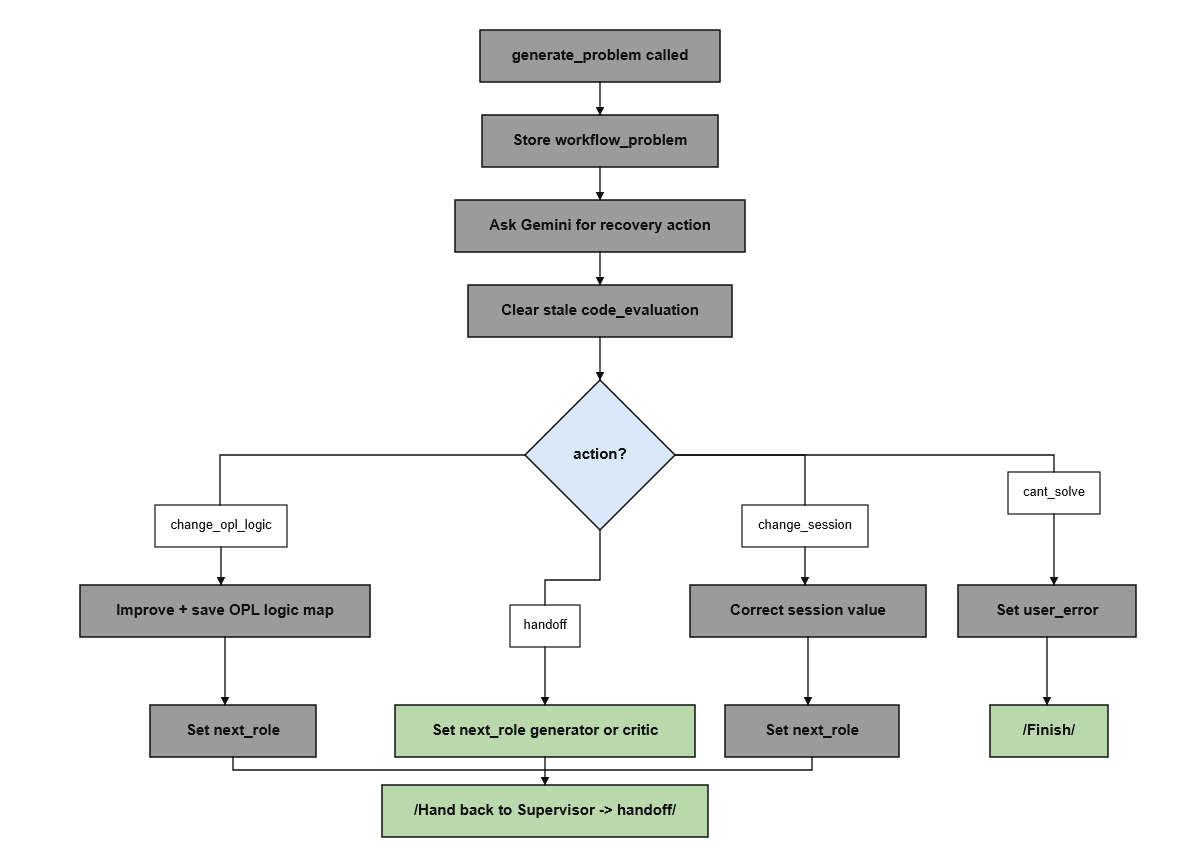 generate_problem called
Store workflow_problem
Ask Gemini for recovery action
Clear stale code_evaluation
action?
cant_solve
change_opl_logic
change_session
handoff
Improve + save OPL logic map
Correct session value
Set user_error
Set next_role
Set next_role generator or critic
Set next_role
/Finish/
/Hand back to Supervisor -> handoff/